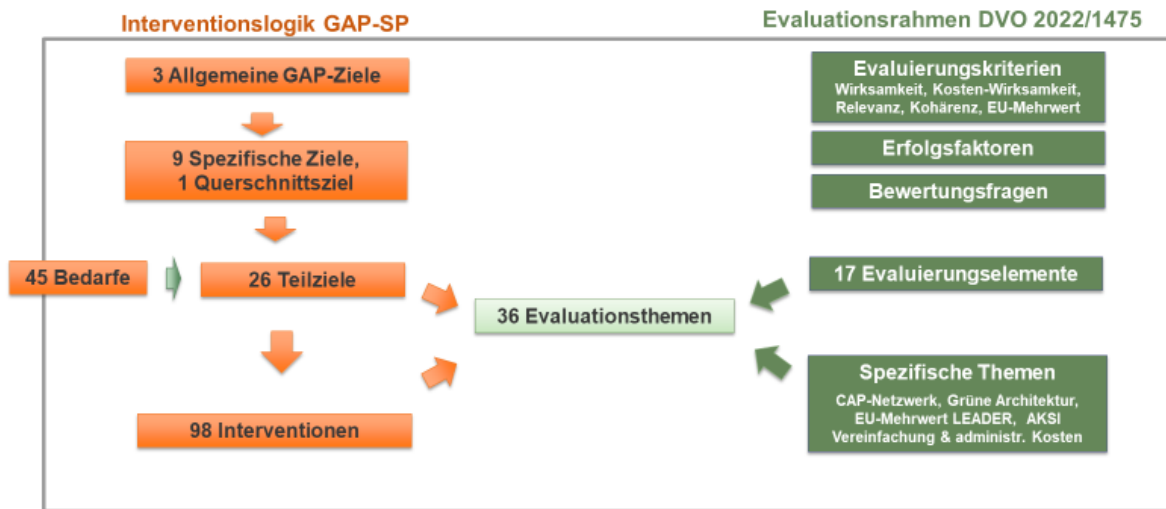 Interventionslogik GAP-SP
3 Allgemeine GAP-Ziele
9 Spezifische Ziele,
1 Querschnittsziel
45 Bedarfe
26 Teilziele
98 Interventionen
36 Evaluationsthemen
Evaluationsrahmen DVO 2022/1475
Evaluierungskriterien
Wirksamkeit, Kosten-Wirksamkeit,
Relevanz, Kohärenz, EU-Mehrwert
Erfolgsfaktoren
Bewertungsfragen
17 Evaluierungselemente
Spezifische Themen
CAP-Netzwerk, Grüne Architektur,
EU-Mehrwert LEADER, AKSI
Vereinfachung & administr. Kosten